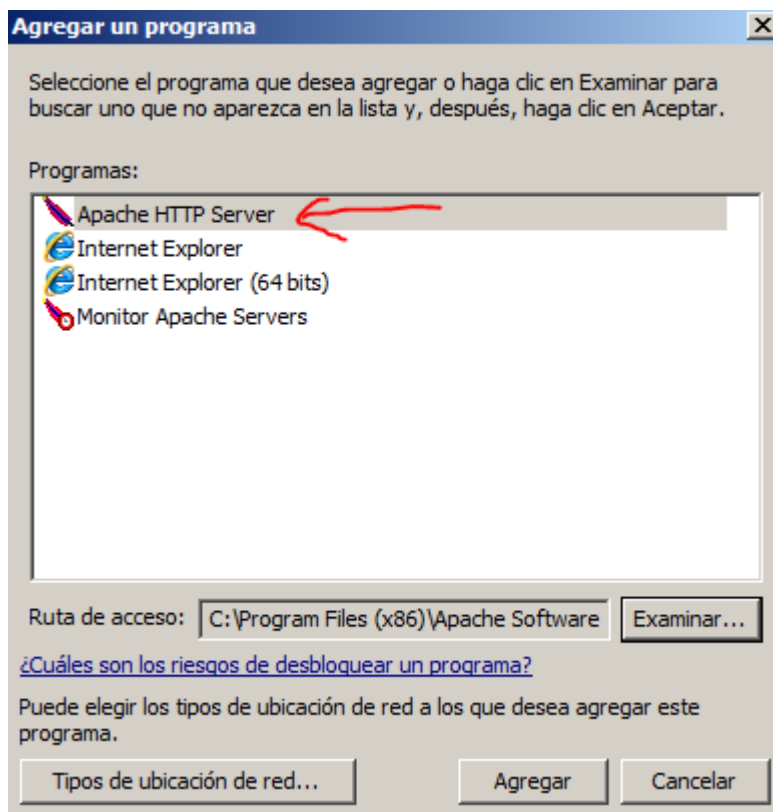 Agregar un programa
Seleccione el programa que desea agregar o haga clic en Examinar para
buscar uno que no aparezca en la lista y, después, haga clic en Aceptar.
Programas:
Apache HTTP Server
Internet Explorer
Internet Explorer (64 bits)
Monitor Apache Servers
Ruta de acceso: C:\Program Files (x86)\Apache Software Examinar...
¿Cuáles son los riesgos de desbloquear un programa?
Puede elegir los tipos de ubicación de red a los que desea agregar este
programa.
Tipos de ubicación de red... Agregar Cancelar